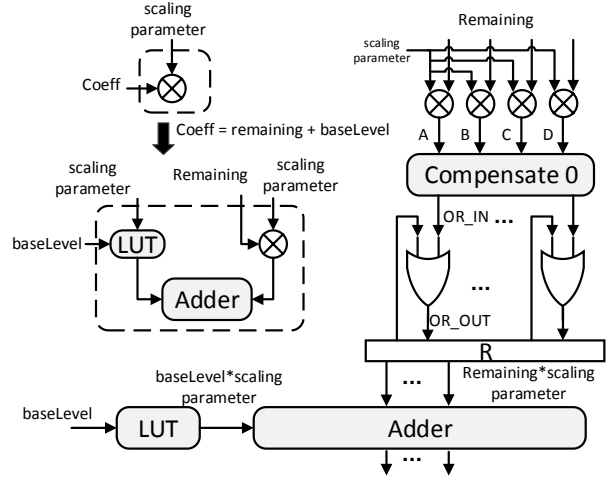 scaling
parameter
Coeff
Coeff = remaining + baseLevel
scaling
parameter
Remaining
scaling
parameter
baseLevel
LUT
Adder
Remaining
scaling
parameter
A
B
C
D
Compensate 0
OR_IN
...
...
OR_OUT
R
...
Remaining*scaling
parameter
baseLevel*scaling
parameter
baseLevel
LUT
Adder
...